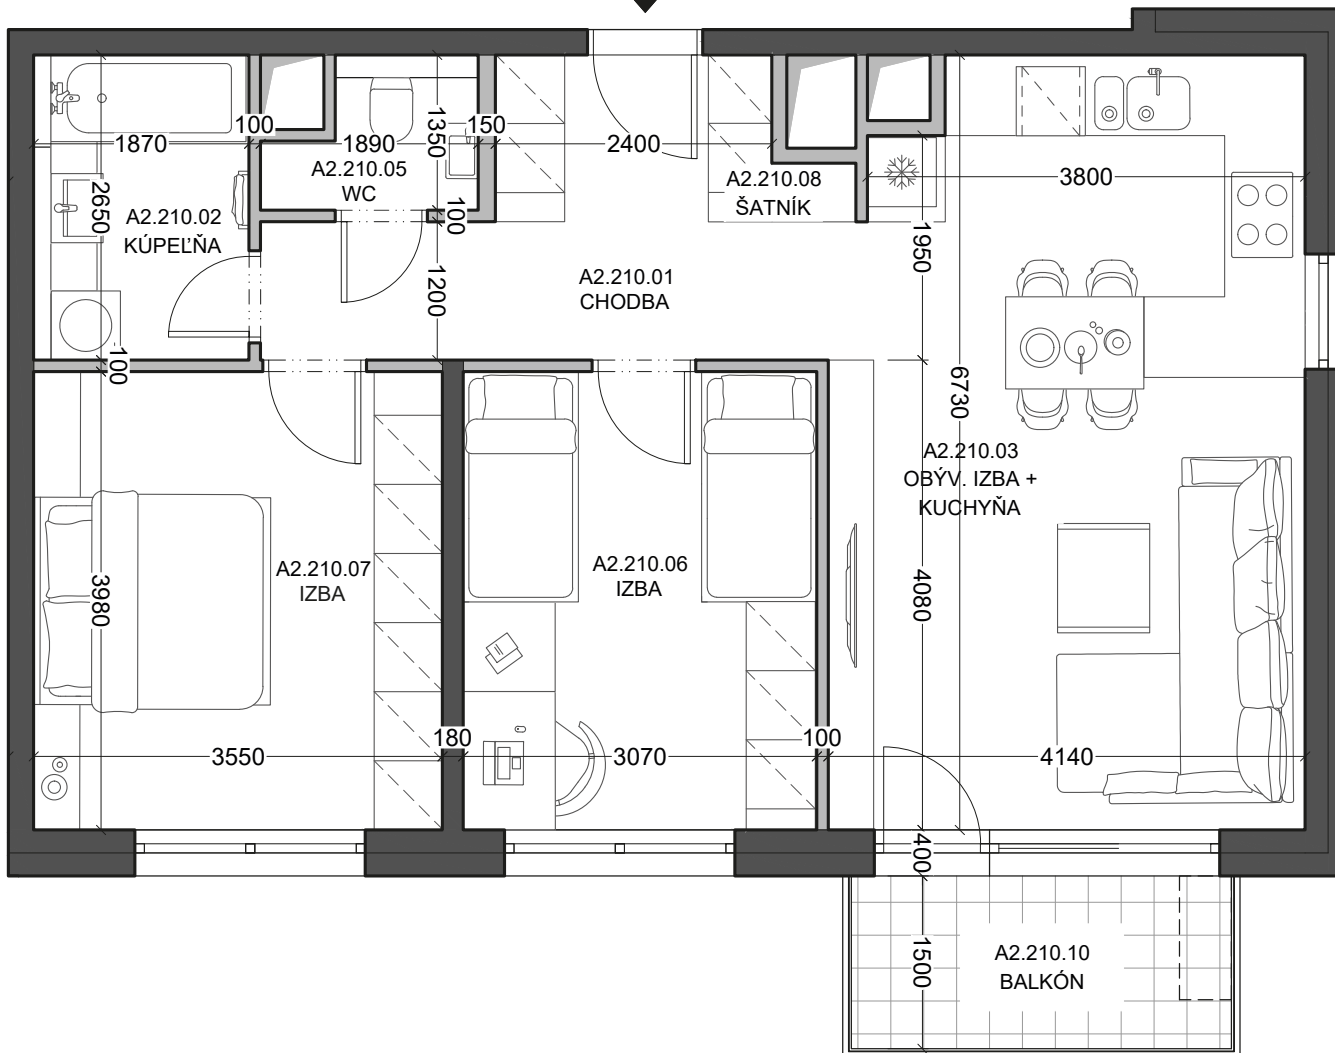 1870
100
1890
1350
150
2400
A2.210.05
WC
A2.210.08
ŠATNÍK
3800
2650
A2.210.02
KÚPEĽŇA
100
1950
1200
A2.210.01
CHODBA
100
6730
A2.210.03
OBÝV. IZBA +
KUCHYŇA
3980
A2.210.07
IZBA
A2.210.06
IZBA
4080
3550
180
3070
100
4140
400
1500
A2.210.10
BALKÓN